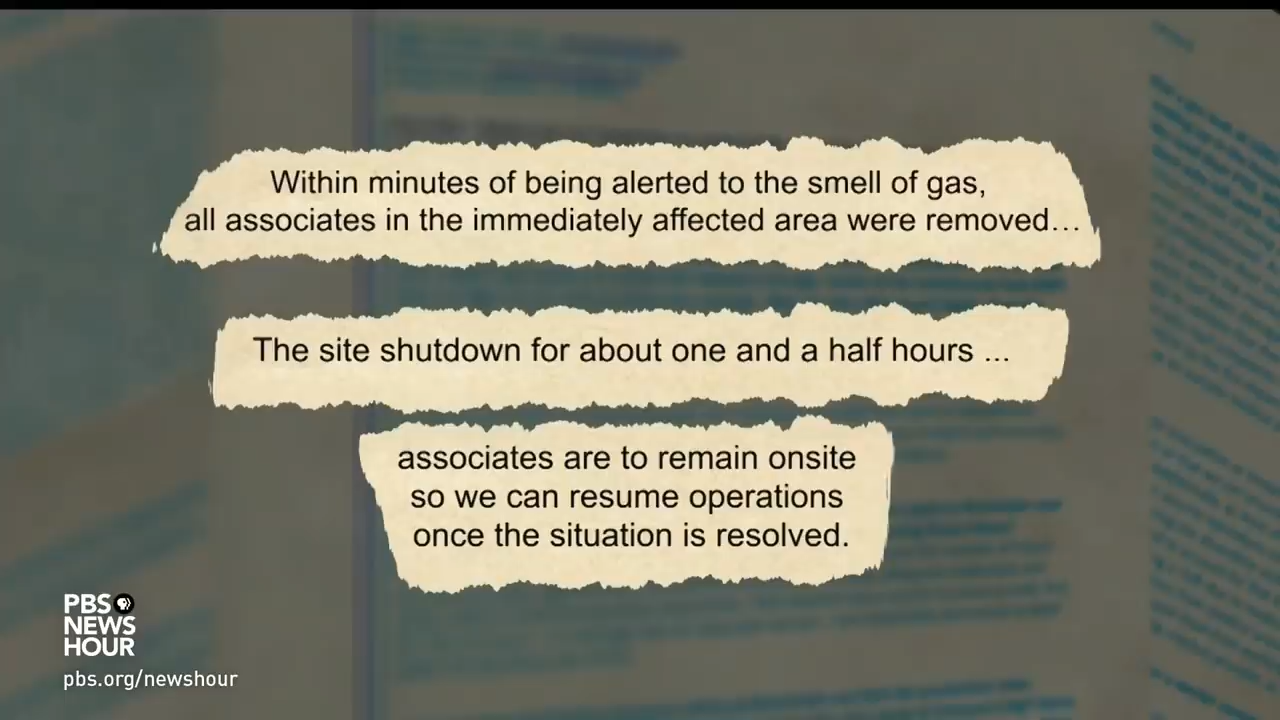 Within minutes of being alerted to the smell of gas,
all associates in the immediately affected area were removed...
The site shutdown for about one and a half hours ...
associates are to remain onsite
so we can resume operations
once the situation is resolved.
PBS
NEWS
HOUR
pbs.org/newshour